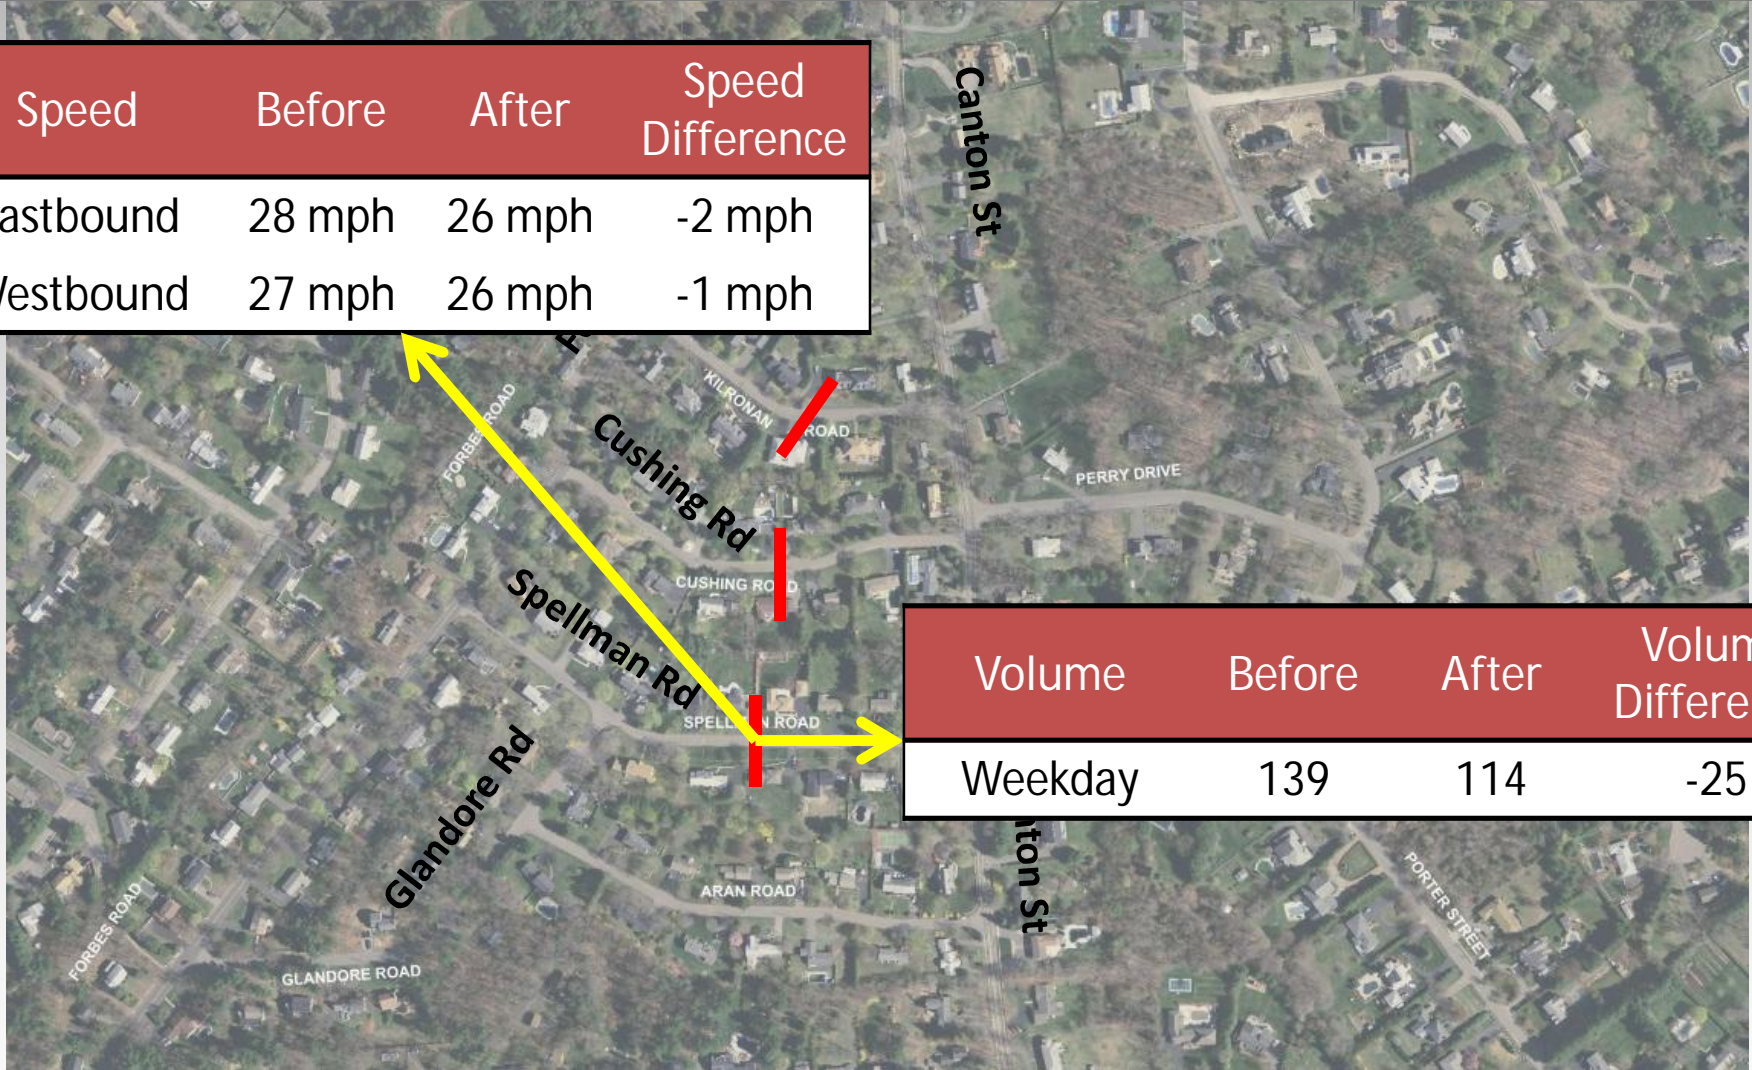 Speed Before After Speed Difference
astbound 28 mph 26 mph -2 mph
estbound 27 mph 26 mph -1 mph
Canton St
KILRONAN ROAD
FORBES ROAD
Cushing Rd
PERRY DRIVE
CUSHING ROAD
Spellman Rd
SPELLMAN ROAD
Volume Before After Volum Differe
Weekday 139 114 -25
Glandore Rd
nton St
ARAN ROAD
PORTER STREET
FORBES ROAD
GLANDORE ROAD